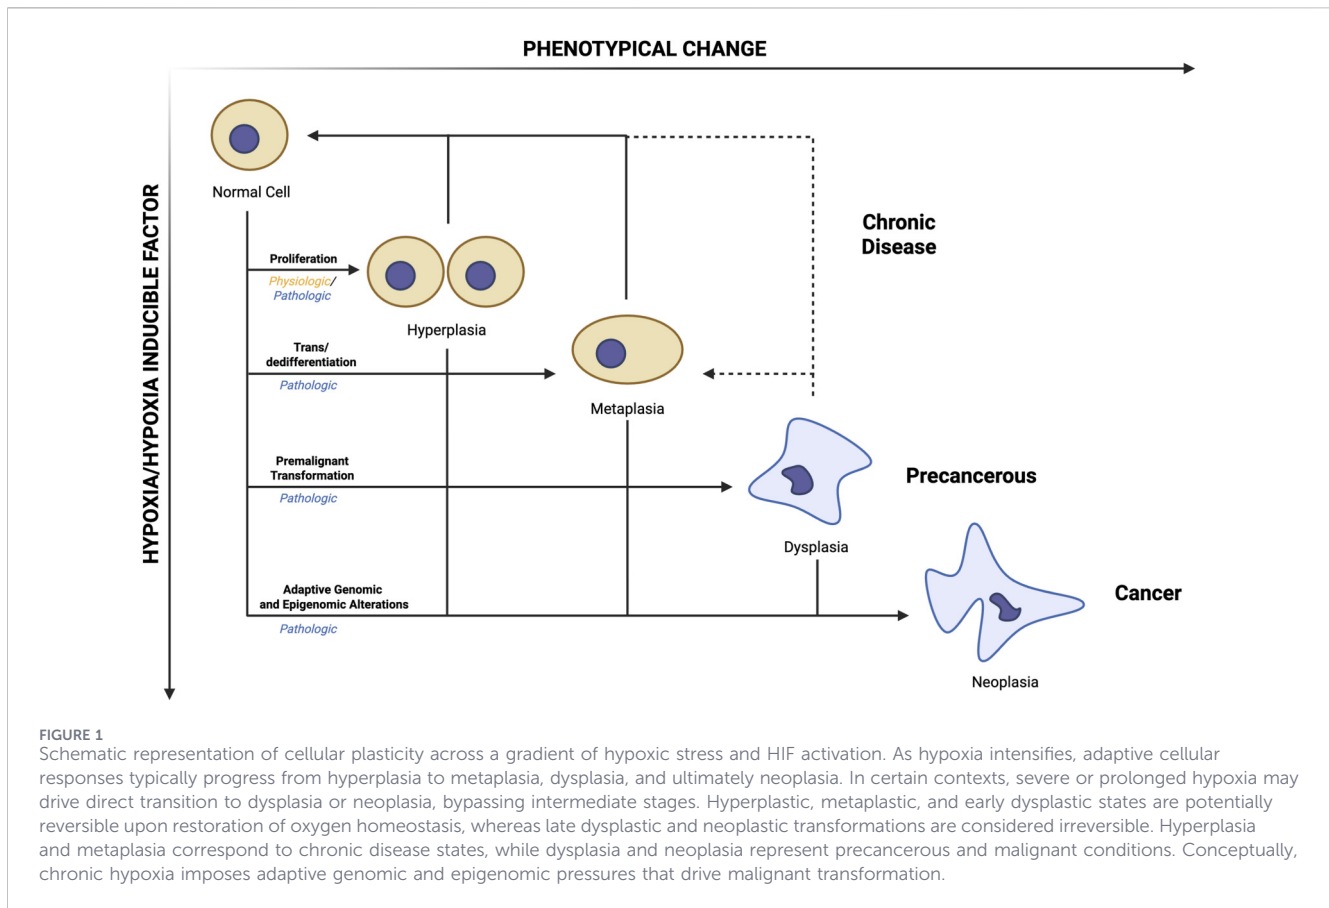 PHENOTYPICAL CHANGE
HYPOXIA/HYPOXIA INDUCIBLE FACTOR
Normal Cell
Chronic
Disease
Proliferation
Physiologic/
Pathologic
Hyperplasia
Trans/
dedifferentiation
Pathologic
Metaplasia
Premalignant
Transformation
Pathologic
Precancerous
Dysplasia
Adaptive Genomic
and Epigenomic Alterations
Pathologic
Cancer
Neoplasia
FIGURE 1
Schematic representation of cellular plasticity across a gradient of hypoxic stress and HIF activation. As hypoxia intensifies, adaptive cellular
responses typically progress from hyperplasia to metaplasia, dysplasia, and ultimately neoplasia. In certain contexts, severe or prolonged hypoxia may
drive direct transition to dysplasia or neoplasia, bypassing intermediate stages. Hyperplastic, metaplastic, and early dysplastic states are potentially
reversible upon restoration of oxygen homeostasis, whereas late dysplastic and neoplastic transformations are considered irreversible. Hyperplasia
and metaplasia correspond to chronic disease states, while dysplasia and neoplasia represent precancerous and malignant conditions. Conceptually,
chronic hypoxia imposes adaptive genomic and epigenomic pressures that drive malignant transformation.